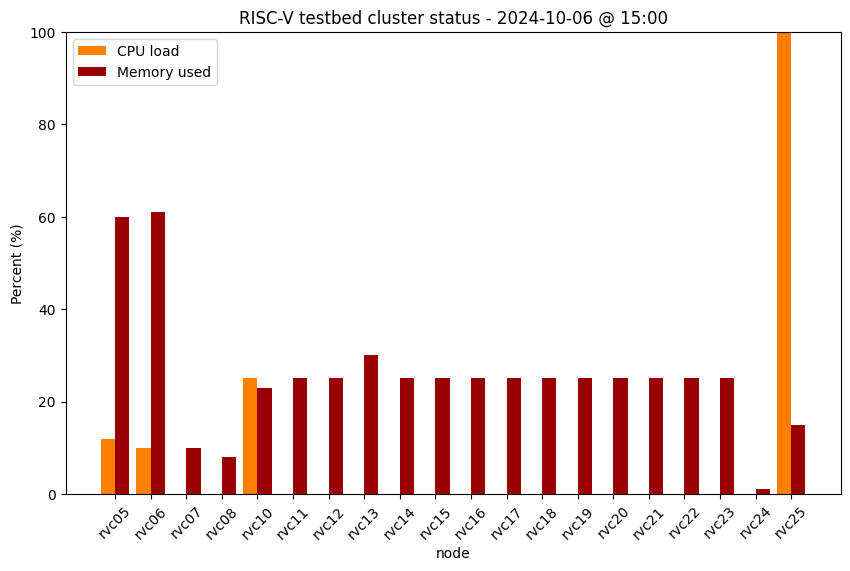 RISC-V testbed cluster status - 2024-10-06 @ 15:00
CPU load
Memory used
Percent (%)
100
80
60
40
20
0
rvc05
rvc06
rvc07
rvc08
rvc10
rvc11
rvc12
rvc13
rvc14
rvc15
rvc16
rvc17
rvc18
rvc19
rvc20
rvc21
rvc22
rvc23
rvc24
rvc25
node